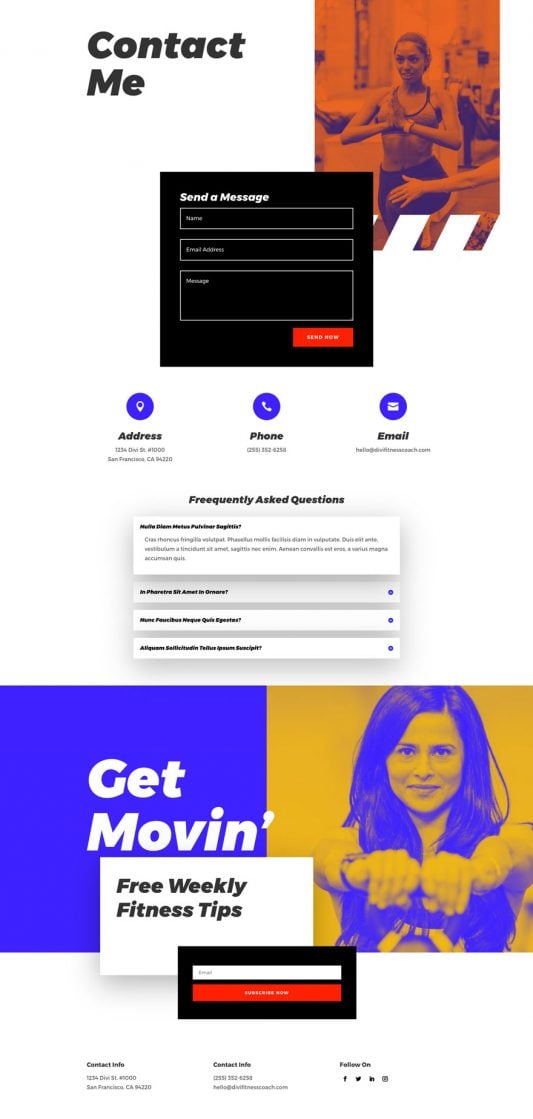 Contact
Me
Send a Message
Name
Email Address
Message
SEND NOW
Address
1234 Divi St. #1000
San Francisco, CA 94220
Phone
(255) 352-6258
Email
hello@divifitnesscoach.com
Freequently Asked Questions
Nulla Diam Metus Pulvinar Sagittis?
Cras rhoncus fringilla volutpat. Phasellus mollis facilisis diam in vulputate. Duis elit ante,
vestibulum a tincidunt sit amet, sagittis nec enim. Aenean convallis est eros, a varius magna
accumsan quis.
In Pharetra Sit Amet In Ornare?
Nunc Faucibus Neque Quis Egestas?
Aliquam Sollicitudin Tellus Ipsum Suscipit?
Get
Movin’
Free Weekly
Fitness Tips
Email
SUBSCRIBE NOW
Contact Info
1234 Divi St. #1000
San Francisco, CA 94220
Contact Info
(255) 352-6258
hello@divifitnesscoach.com
Follow On